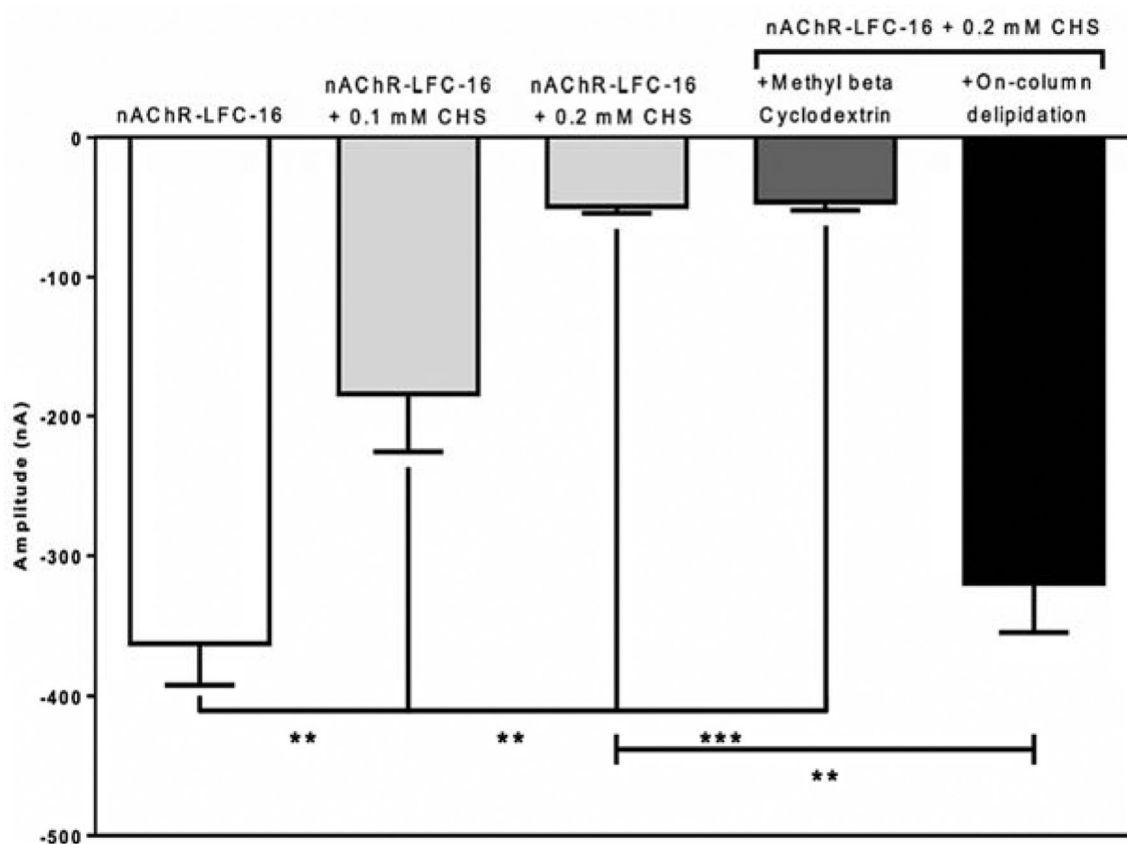 nAChR-LFC-16 + 0.2 mM CHS
nAChR-LFC-16
nAChR-LFC-16
+ 0.1 mM CHS
nAChR-LFC-16
+ 0.2 mM CHS
+Methyl beta
Cyclodextrin
+On-column
delipidation
Amplitude (nA)
0
-100
-200
-300
-400
-500
**
**
***
**